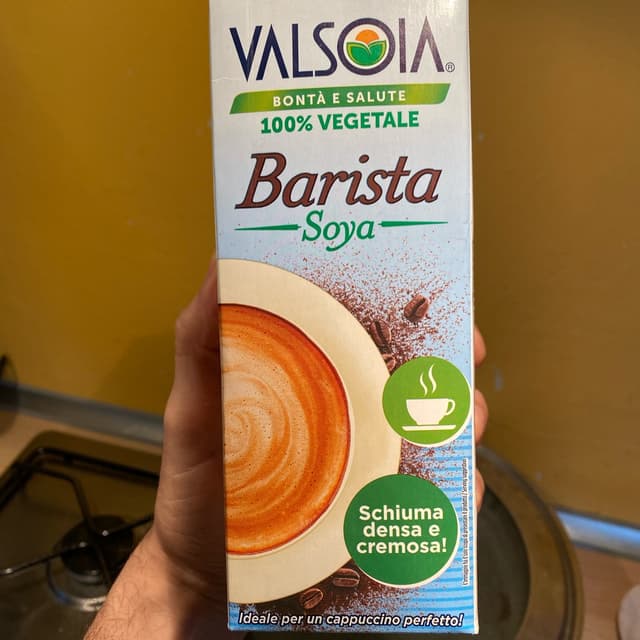 VALSOIA®
BONTÀ E SALUTE
100% VEGETALE
Barista
Soya
Schiuma
densa e
cremosa!
Ideale per un cappuccino perfetto!